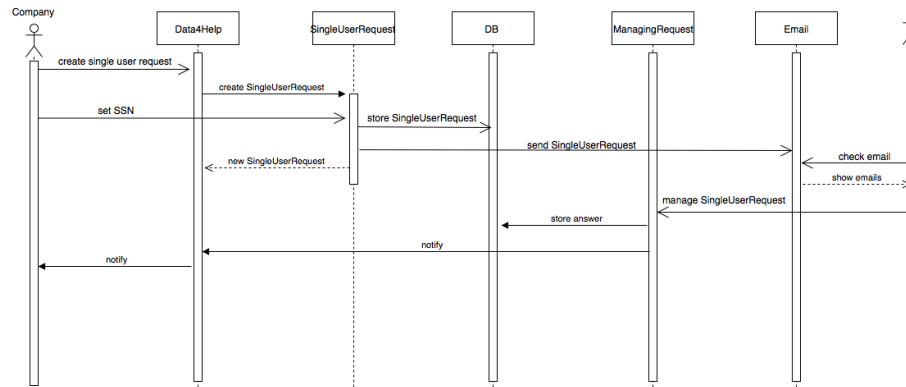 Company
Data4Help
SingleUserRequest
DB
ManagingRequest
Email
create single user request
create SingleUserRequest
set SSN
store SingleUserRequest
send SingleUserRequest
new SingleUserRequest
check email
show emails
manage SingleUserRequest
store answer
notify
notify